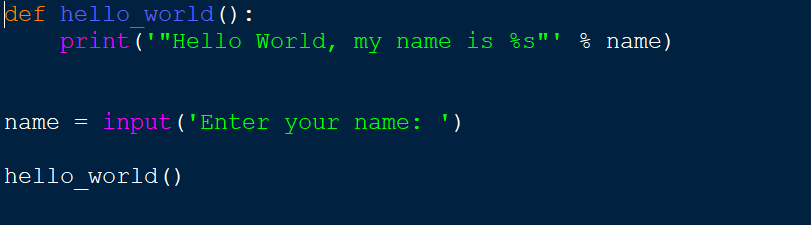 def hello_world():
    print('"Hello World, my name is %s"' % name)
name = input('Enter your name: ')
hello_world()